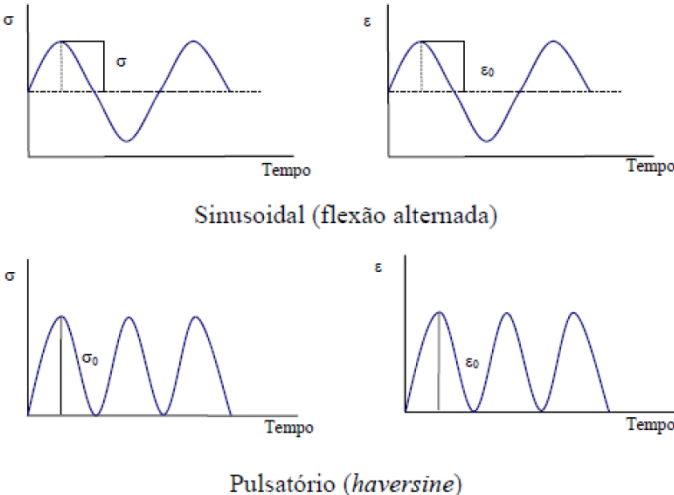 σ ε
σ ε₀
Tempo Tempo
Sinusoidal (flexão alternada)
σ ε
σ₀ ε₀
Tempo Tempo
Pulsatório (haversine)